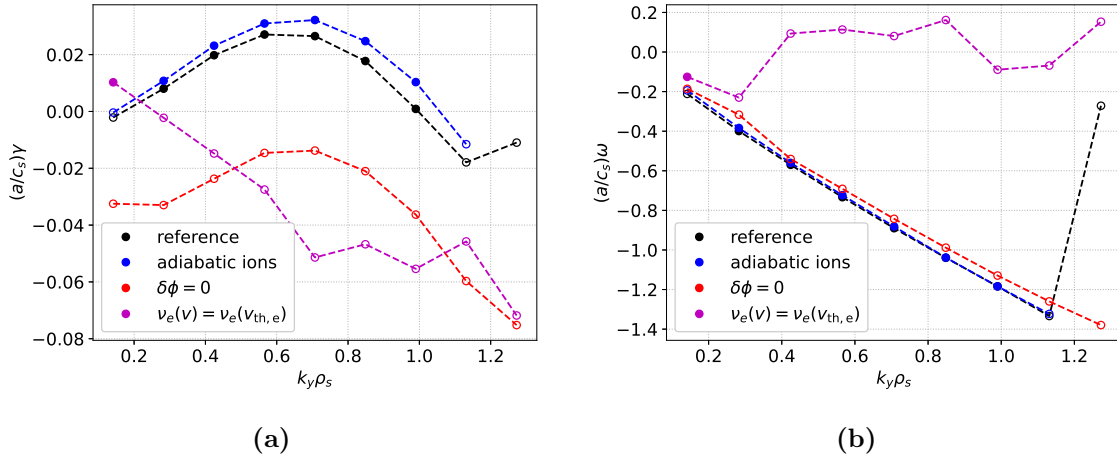 0.02
0.00
−0.02
−0.04
−0.06
−0.08
(a/c_s)γ
reference
adiabatic ions
δϕ = 0
ν_e(v) = ν_e(v_th, e)
0.2 0.4 0.6 0.8 1.0 1.2
k_yρ_s
(a)
0.2
0.0
−0.2
−0.4
−0.6
−0.8
−1.0
−1.2
−1.4
(a/c_s)ω
reference
adiabatic ions
δϕ = 0
ν_e(v) = ν_e(v_th, e)
0.2 0.4 0.6 0.8 1.0 1.2
k_yρ_s
(b)